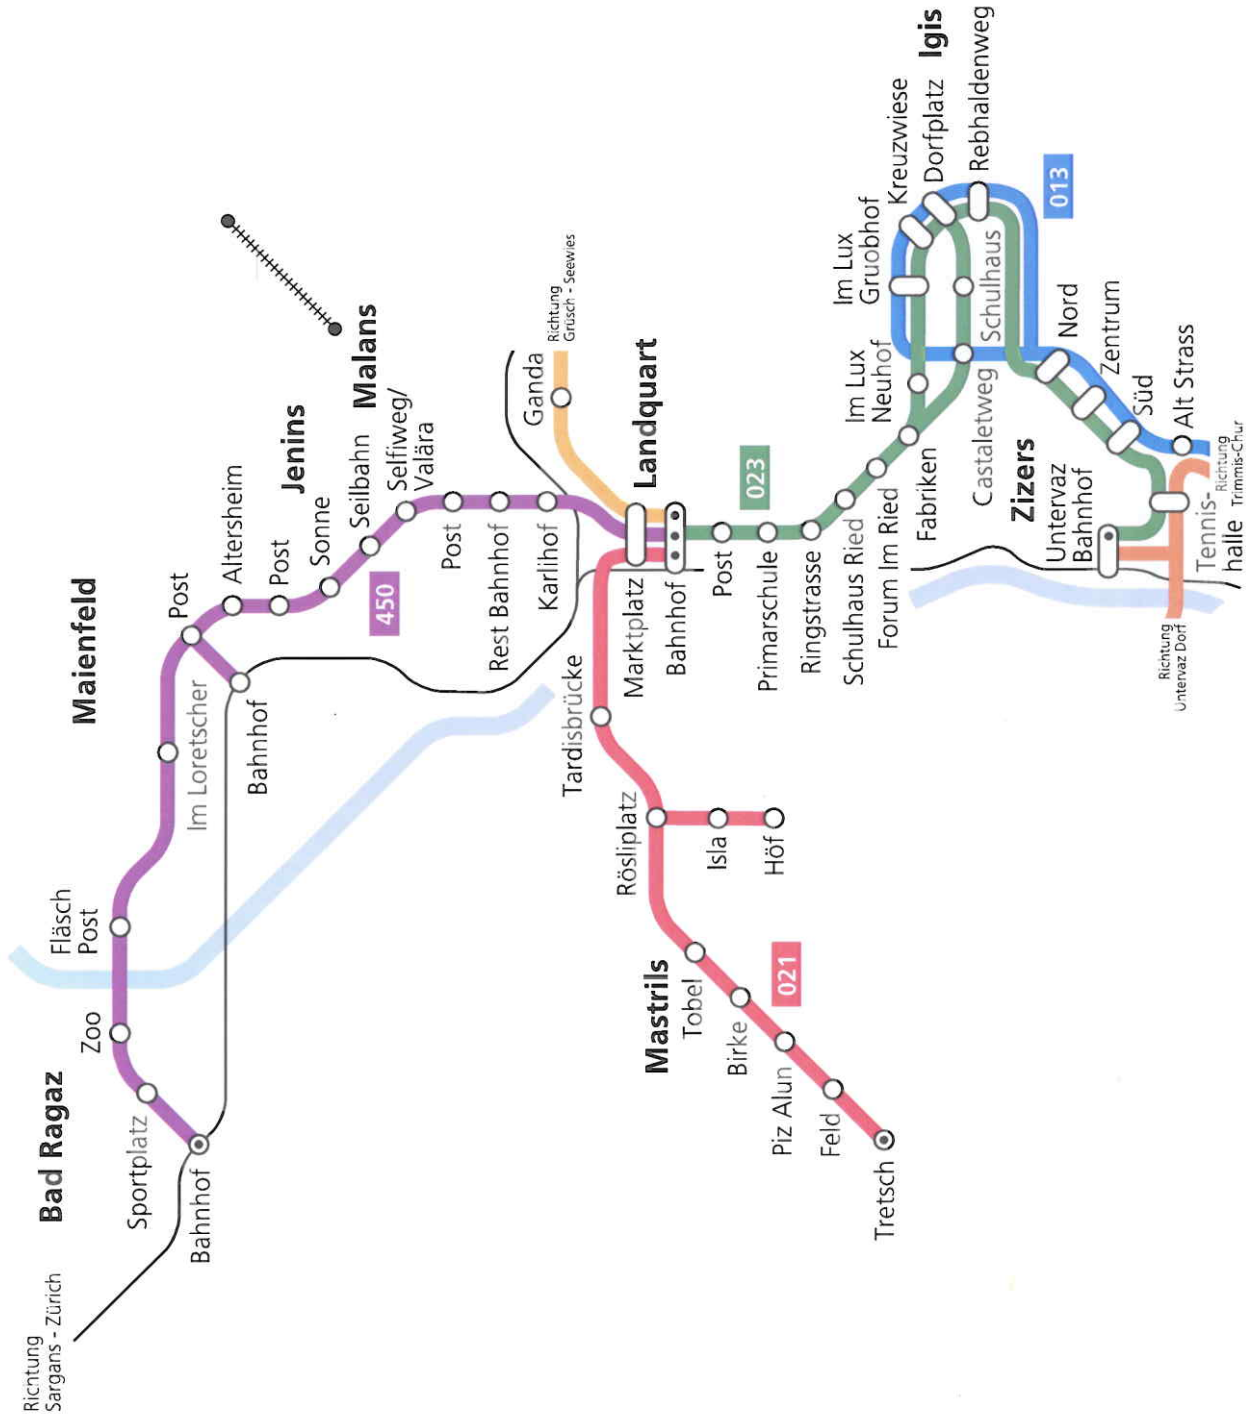 Richtung
Sargans - Zürich
Bad Ragaz
Bahnhof
Sportplatz
Zoo
Fläsch
Post
Maienfeld
Im Loretscher
Bahnhof
Post
Altersheim
Post
Jenins
Sonne
450
Seilbahn
Malans
Selfiweg/
Valära
Post
Rest Bahnhof
Karlihof
Ganda
Richtung
Grüsch - Seewies
Landquart
Marktplatz
Bahnhof
Tardisbrücke
Rösliplatz
Isla
Höf
Mastrils
Tobel
Birke
021
Piz Alun
Feld
Tretsch
023
Post
Primarschule
Ringstrasse
Schulhaus Ried
Forum Im Ried
Fabriken
Im Lux
Neuhof
Im Lux
Gruobhof
Kreuzwiese
Dorfplatz
Igis
Rebhaldenweg
Schulhaus
Castaletweg
013
Zizers
Nord
Zentrum
Süd
Alt Strass
Untervaz
Bahnhof
Tennis-
halle
Richtung
Trimmis-Chur
Richtung
Untervaz Dorf